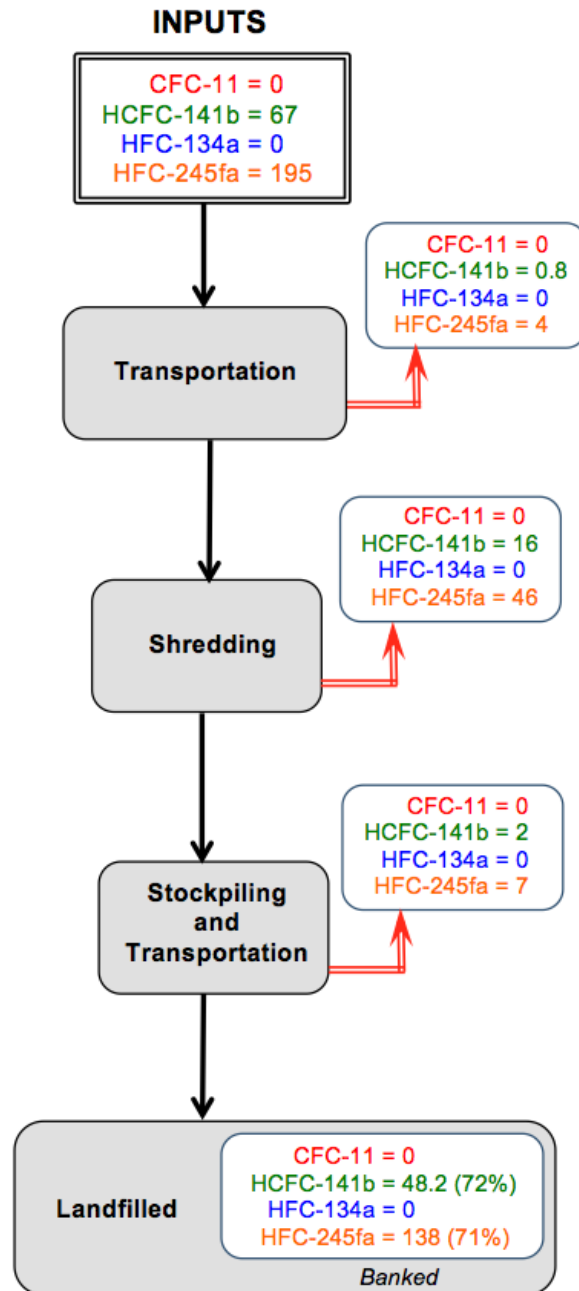 INPUTS
CFC-11 = 0
HCFC-141b = 67
HFC-134a = 0
HFC-245fa = 195
CFC-11 = 0
HCFC-141b = 0.8
HFC-134a = 0
HFC-245fa = 4
Transportation
CFC-11 = 0
HCFC-141b = 16
HFC-134a = 0
HFC-245fa = 46
Shredding
CFC-11 = 0
HCFC-141b = 2
HFC-134a = 0
HFC-245fa = 7
Stockpiling
and
Transportation
Landfilled
CFC-11 = 0
HCFC-141b = 48.2 (72%)
HFC-134a = 0
HFC-245fa = 138 (71%)
Banked